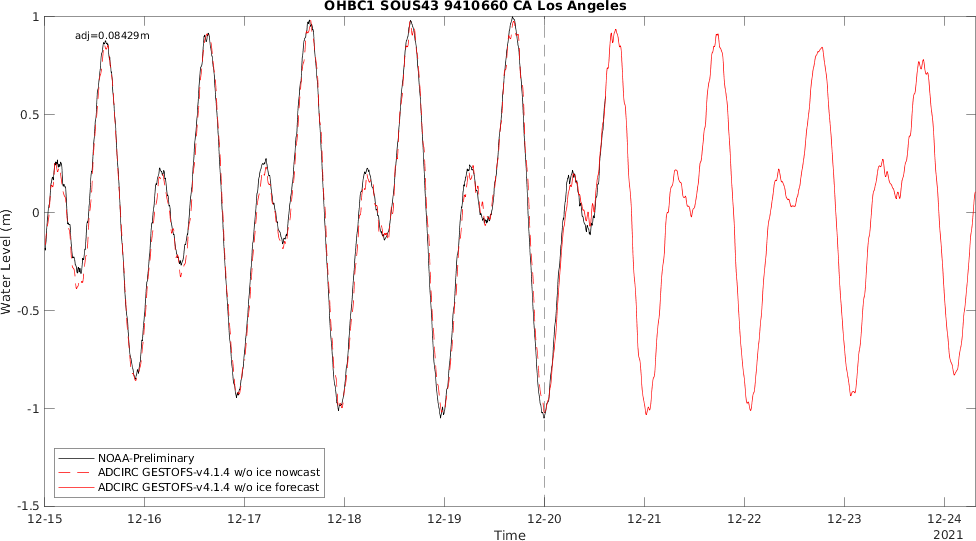 OHBC1 SOUS43 9410660 CA Los Angeles
adj=0.08429m
1
0.5
0
-0.5
-1
-1.5
Water Level (m)
NOAA-Preliminary
ADCIRC GESTOFS-v4.1.4 w/o ice nowcast
ADCIRC GESTOFS-v4.1.4 w/o ice forecast
12-15 12-16 12-17 12-18 12-19 12-20 12-21 12-22 12-23 12-24
Time
2021